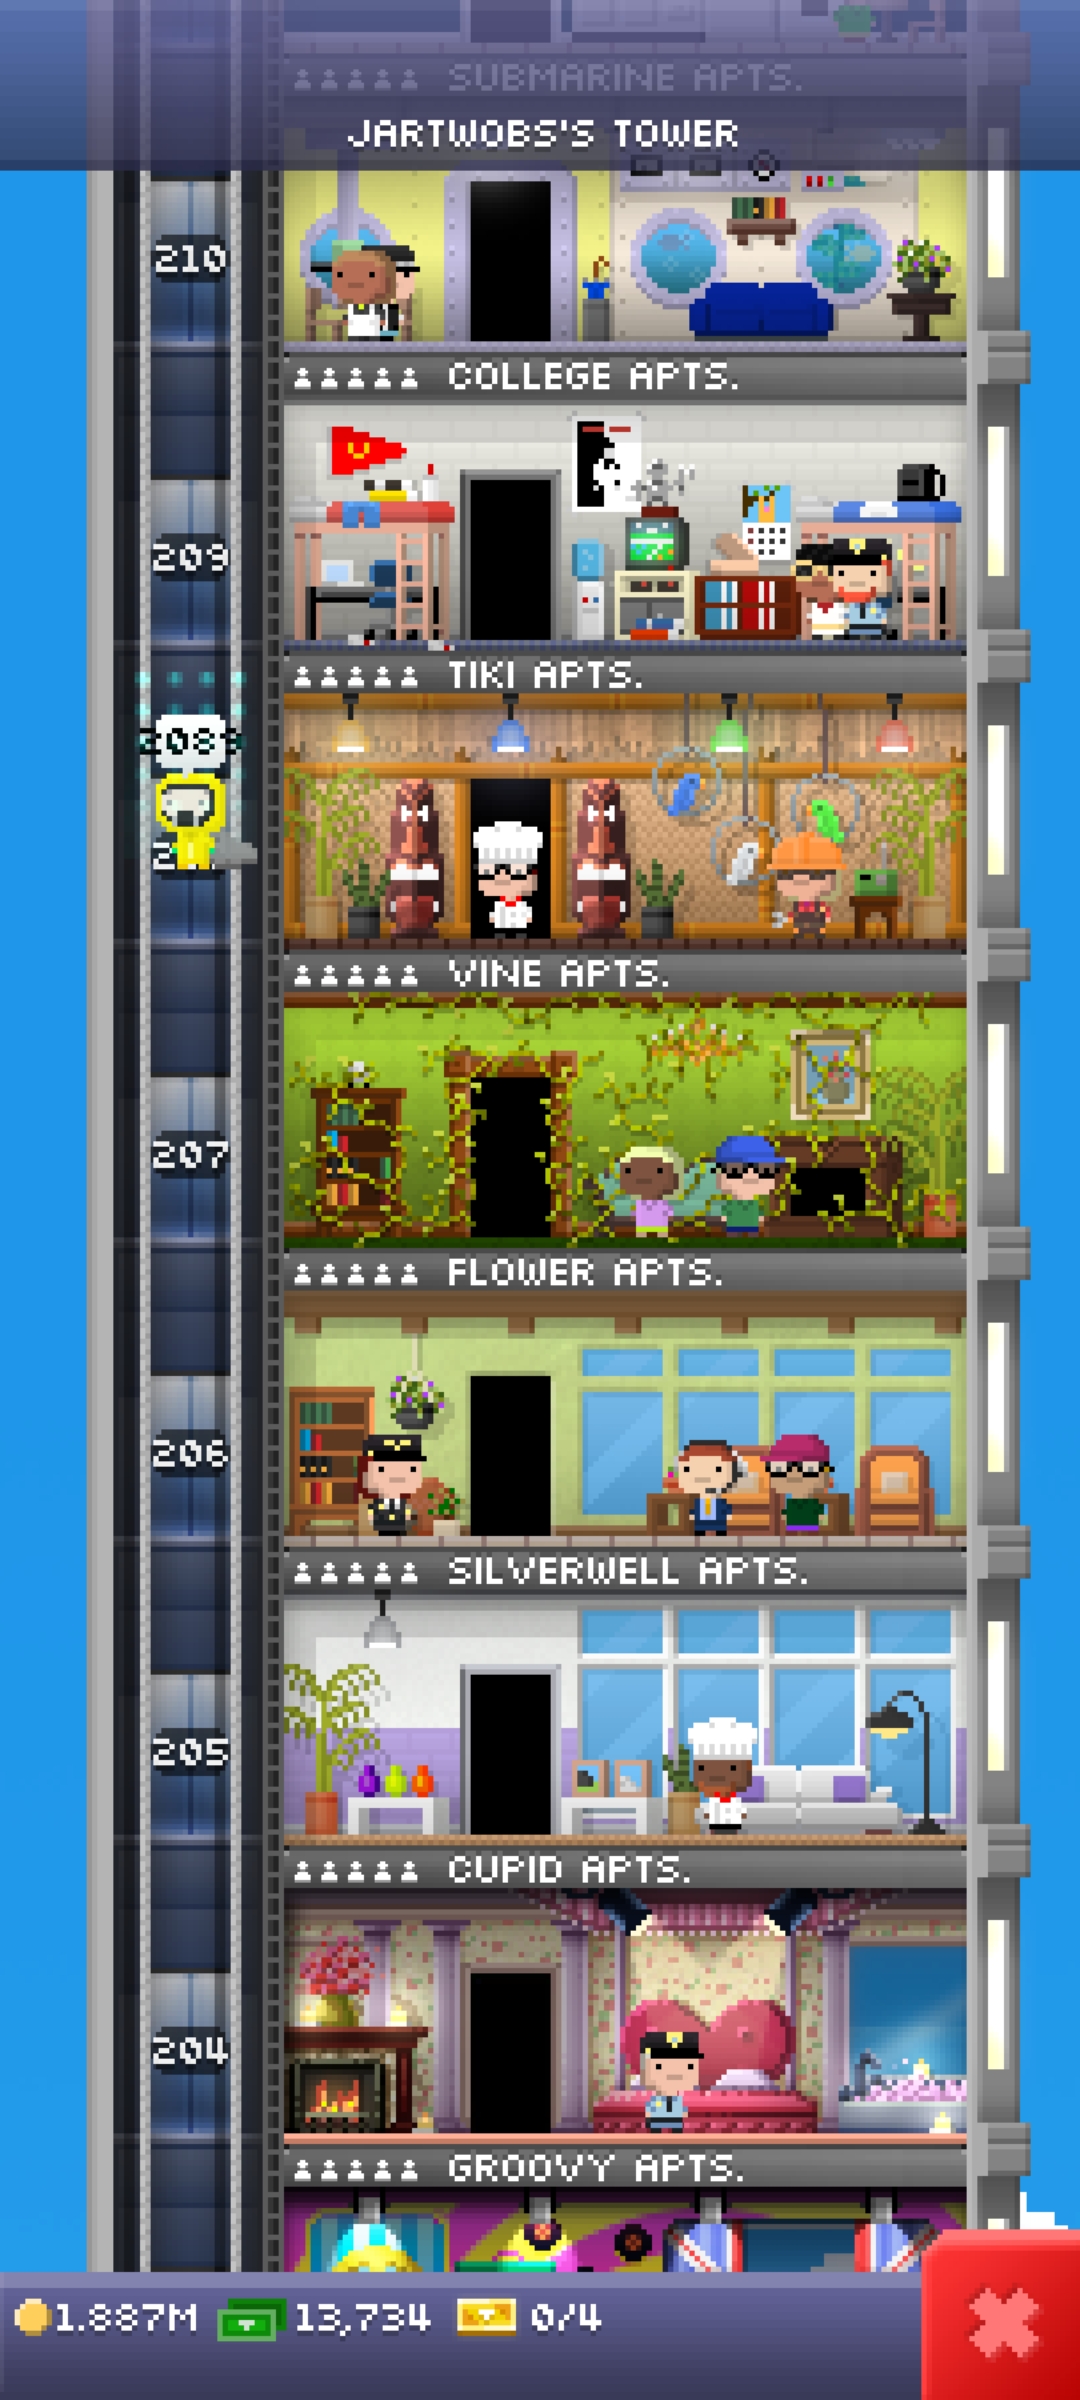 SUBMARINE APTS.
JARTWOBS'S TOWER
210
COLLEGE APTS.
209
TIKI APTS.
2089
VINE APTS.
207
FLOWER APTS.
206
SILVERWELL APTS.
205
CUPID APTS.
204
GROOVY APTS.
1.887M 13,734 0/4